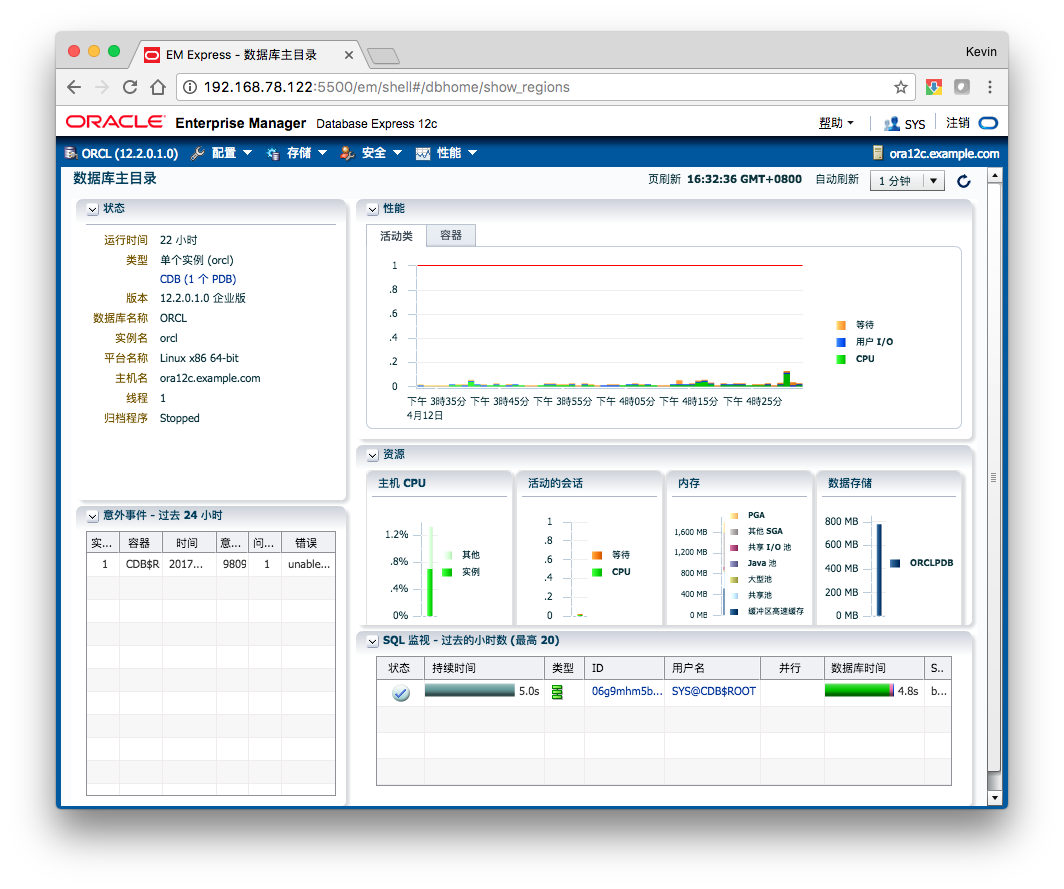 EM Express - 数据库主目录
Kevin
192.168.78.122:5500/em/shell#/dbhome/show_regions
ORACLE Enterprise Manager Database Express 12c
帮助 SYS 注销
ORCL (12.2.0.1.0) 配置 存储 安全 性能 ora12c.example.com
数据库主目录
页刷新 16:32:36 GMT+0800 自动刷新 1 分钟
状态
运行时间 22 小时
类型 单个实例 (orcl)
CDB (1 个 PDB)
版本 12.2.0.1.0 企业版
数据库名称 ORCL
实例名 orcl
平台名称 Linux x86 64-bit
主机名 ora12c.example.com
线程 1
归档程序 Stopped
意外事件 - 过去 24 小时
实... 容器 时间 意... 问... 错误
1 CDB$R 2017... 9809 1 unable...
性能
活动类 容器
1
.8
.6
.4
.2
0
等待
用户 I/O
CPU
下午 3時35分 下午 3時45分 下午 3時55分 下午 4時05分 下午 4時15分 下午 4時25分
4月12日
资源
主机 CPU
1.2%
.8%
.4%
0%
其他
实例
活动的会话
1
.8
.6
.4
.2
0
等待
CPU
内存
1,600 MB
1,200 MB
800 MB
400 MB
0 MB
PGA
其他 SGA
共享 I/O 池
Java 池
大型池
共享池
缓冲区高速缓存
数据存储
800 MB
600 MB
400 MB
200 MB
0 MB
ORCLPDB
SQL 监视 - 过去的小时数 (最高 20)
状态 持续时间 类型 ID 用户名 并行 数据库时间 S..
5.0s 06g9mhm5b... SYS@CDB$ROOT 4.8s b...